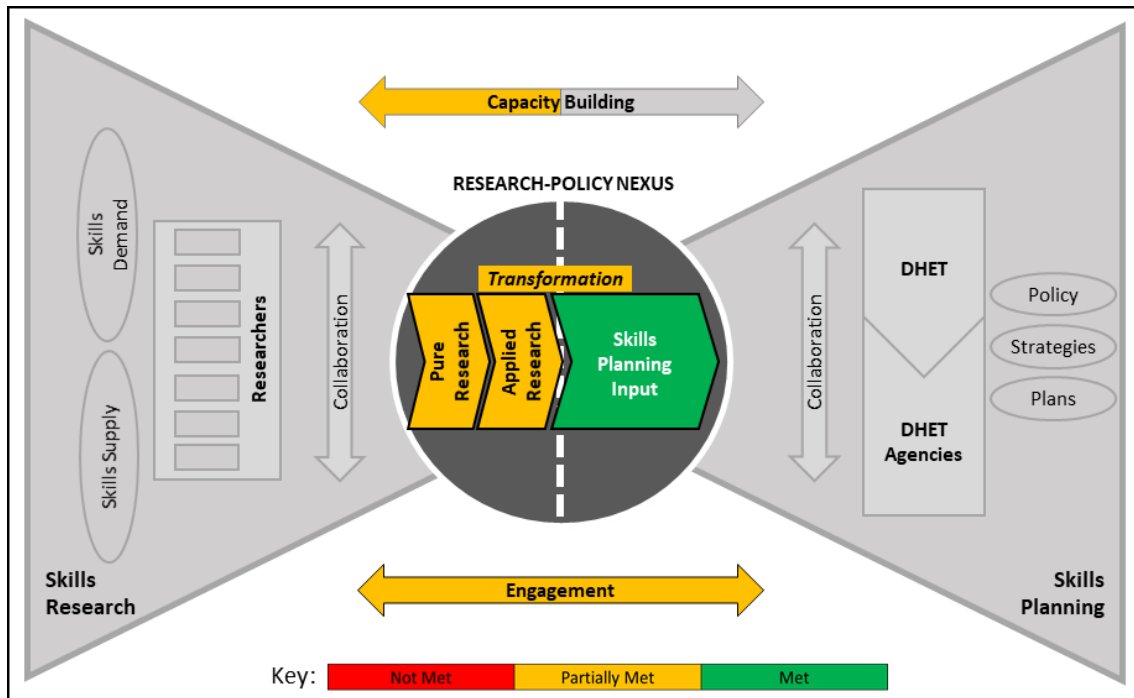 Capacity Building
RESEARCH-POLICY NEXUS
Skills
Demand
Skills Supply
Researchers
Collaboration
Transformation
Pure
Research
Applied
Research
Skills
Planning
Input
Collaboration
DHET
DHET
Agencies
Policy
Strategies
Plans
Skills
Research
Engagement
Skills
Planning
Key:
Not Met
Partially Met
Met